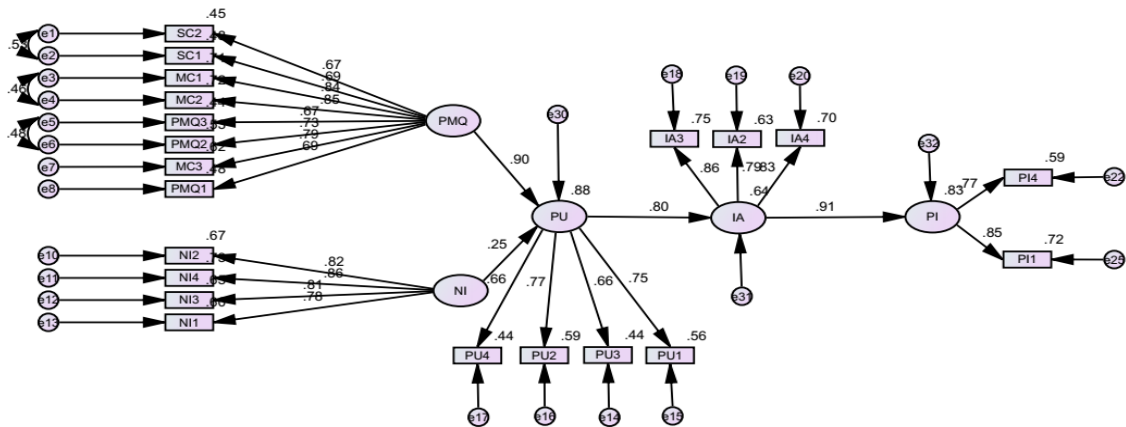 .45
e1 SC2
.67
e2 SC1
.69
e3 MC1
.84
.46
e4 MC2
.85
e5 PMQ3
.67
.48
e6 PMQ2
.73
e7 MC3
.79
e8 PMQ1
.69
PMQ
.90
e30
.88
PU
.80
e18 e19 e20
.75 .63 .70
IA3 IA2 IA4
.86 .79 .83
.64
IA
e31
.91
e32
.83
PI
.77
.59
PI4 e22
.85
.72
PI1 e25
.67
e10 NI2
.82
e11 NI4
.86
e12 NI3
.81
e13 NI1
.78
NI
.25
.66 .77 .66 .75
.44 .59 .44 .56
PU4 PU2 PU3 PU1
e17 e16 e14 e15